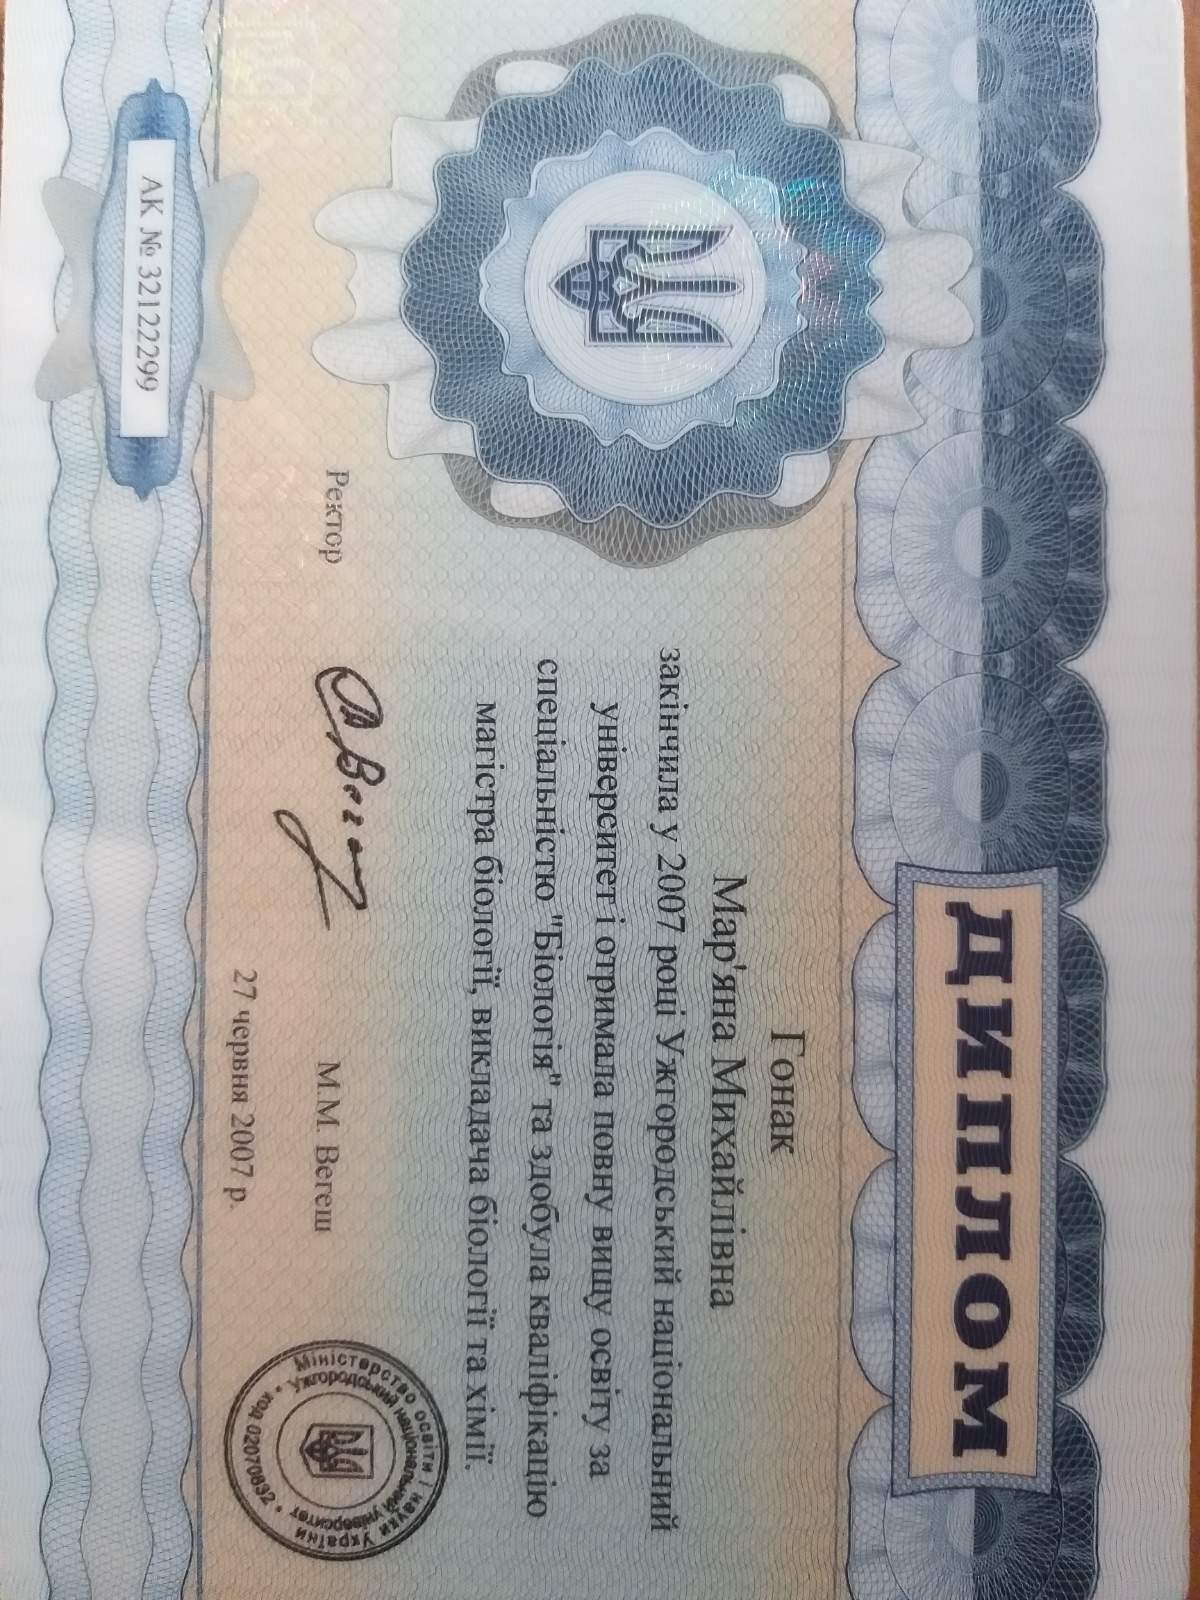 ДИПЛОМ
Гонак
Мар'яна Михайлівна
закінчила у 2007 році Ужгородський національний
університет і отримала повну вищу освіту за
спеціальністю "Біологія" та здобула кваліфікацію
магістра біології, викладача біології та хімії.
Ректор
М.М. Вегеш
27 червня 2007 р.
Міністерство освіти і науки України
Ужгородський національний університет
код 02070832
АК № 32122299